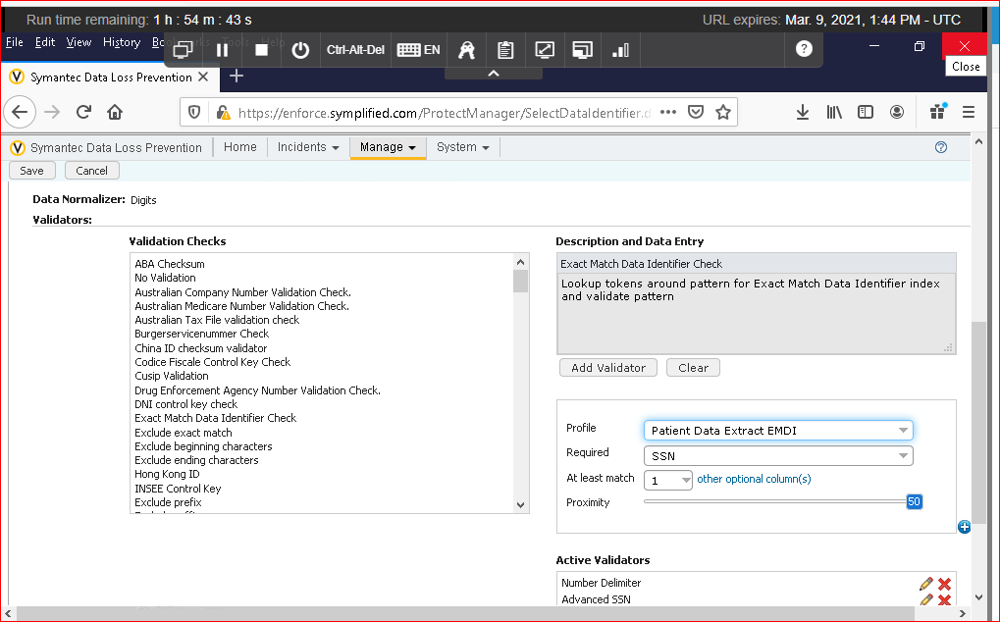 Run time remaining: 1 h : 54 m : 43 s
URL expires: Mar. 9, 2021, 1:44 PM - UTC
File Edit View History Bookmarks Tools Help
Ctrl-Alt-Del EN
Close
Symantec Data Loss Prevention
https://enforce.symplified.com/ProtectManager/SelectDataIdentifier.d
Symantec Data Loss Prevention Home Incidents Manage System
Save Cancel
Data Normalizer: Digits
Validators:
Validation Checks
ABA Checksum
No Validation
Australian Company Number Validation Check.
Australian Medicare Number Validation Check.
Australian Tax File validation check
Burgerservicenummer Check
China ID checksum validator
Codice Fiscale Control Key Check
Cusip Validation
Drug Enforcement Agency Number Validation Check.
DNI control key check
Exact Match Data Identifier Check
Exclude exact match
Exclude beginning characters
Exclude ending characters
Hong Kong ID
INSEE Control Key
Exclude prefix
Description and Data Entry
Exact Match Data Identifier Check
Lookup tokens around pattern for Exact Match Data Identifier index
and validate pattern
Add Validator Clear
Profile Patient Data Extract EMDI
Required SSN
At least match 1 other optional column(s)
Proximity 50
Active Validators
Number Delimiter
Advanced SSN